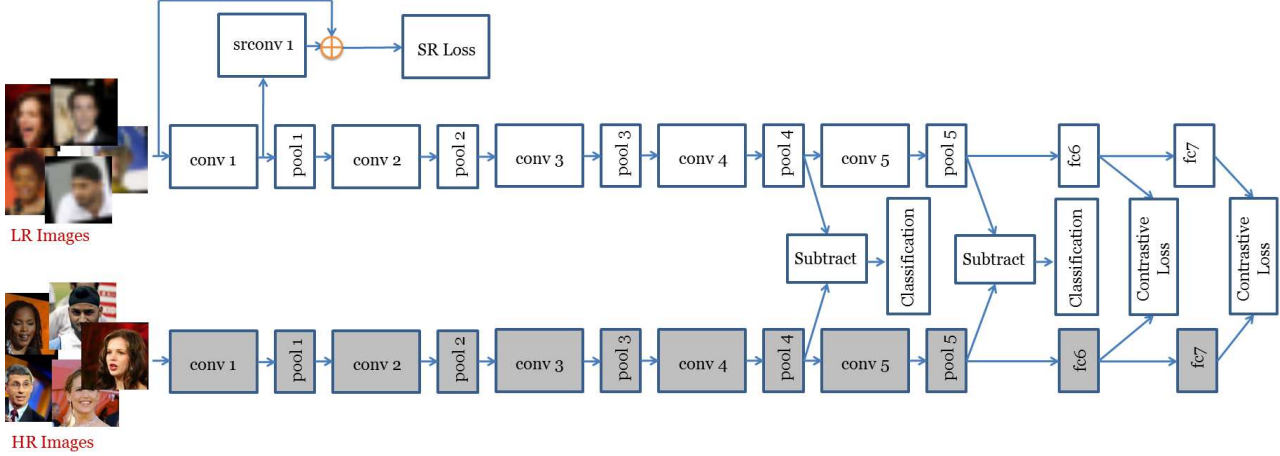 srconv 1
SR Loss
conv 1
pool 1
conv 2
pool 2
conv 3
pool 3
conv 4
pool 4
conv 5
pool 5
fc6
fc7
LR Images
Subtract
Classification
Subtract
Classification
Contrastive
Loss
Contrastive
Loss
conv 1
pool 1
conv 2
pool 2
conv 3
pool 3
conv 4
pool 4
conv 5
pool 5
fc6
fc7
HR Images